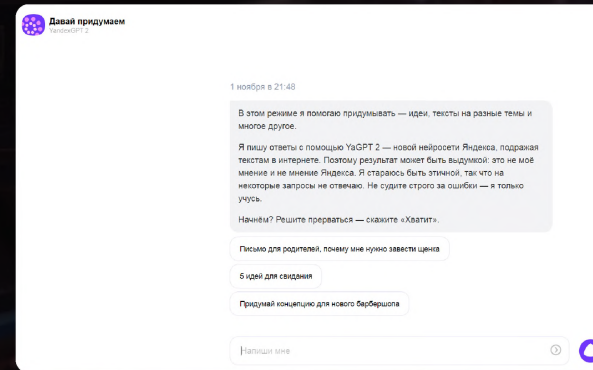 Давай придумаем
YandexGPT 2
1 ноября в 21:48
В этом режиме я помогаю придумывать — идеи, тексты на разные темы и
многое другое.
Я пишу ответы с помощью YaGPT 2 — новой нейросети Яндекса, подражая
текстам в интернете. Поэтому результат может быть выдумкой: это не моё
мнение и не мнение Яндекса. Я стараюсь быть этичной, так что на
некоторые запросы не отвечаю. Не судите строго за ошибки — я только
учусь.
Начнём? Решите прерваться — скажите «Хватит».
Письмо для родителей, почему мне нужно завести щенка
5 идей для свидания
Придумай концепцию для нового барбершопа
Напиши мне